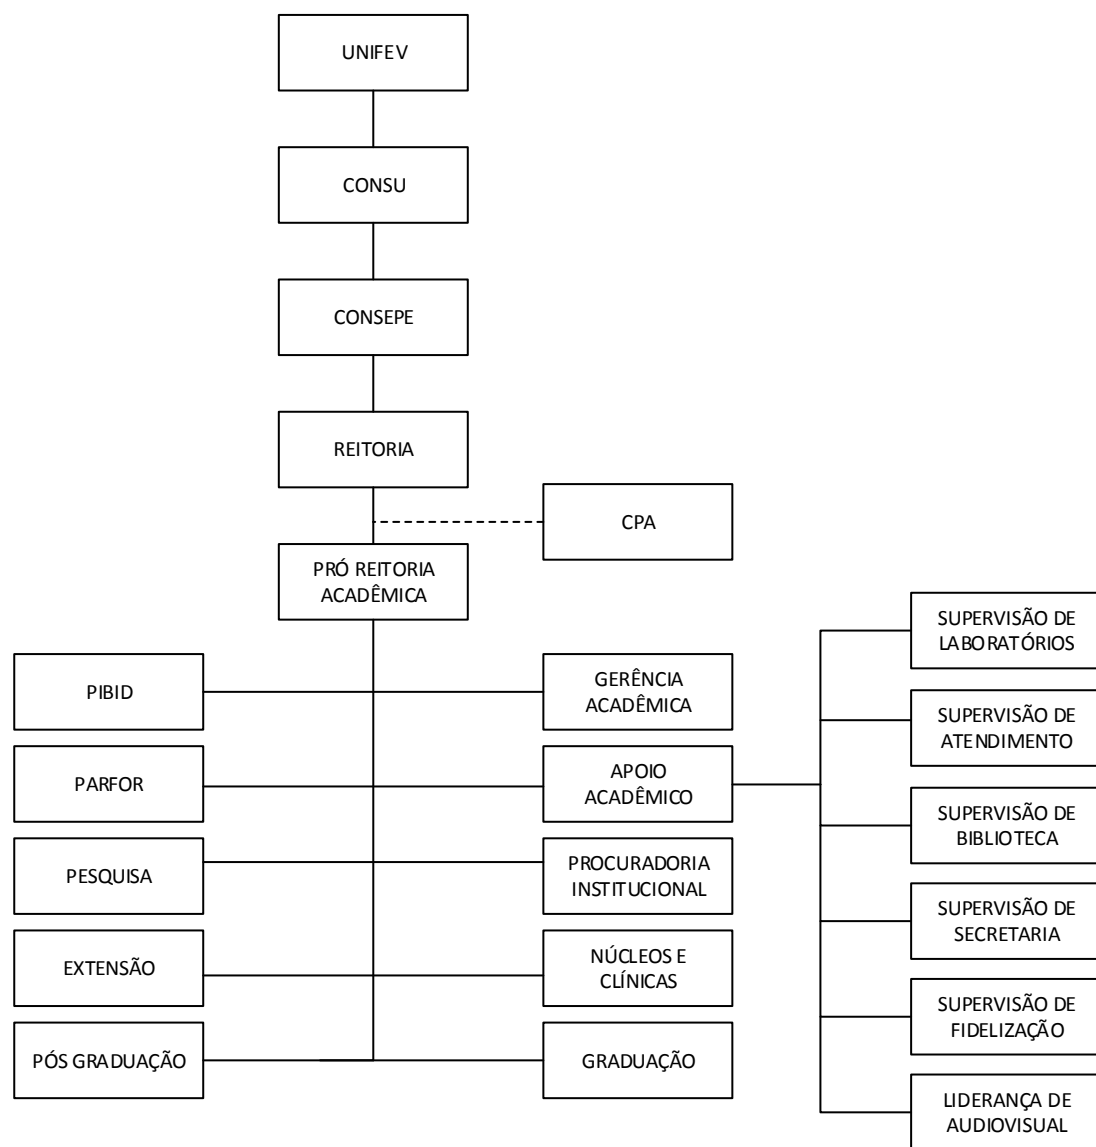 UNIFEV
CONSU
CONSEPE
REITORIA
CPA
PRÓ REITORIA
ACADÊMICA
PIBID
PARFOR
PESQUISA
EXTENSÃO
PÓS GRADUAÇÃO
GERÊNCIA
ACADÊMICA
APOIO
ACADÊMICO
PROCURADORIA
INSTITUCIONAL
NÚCLEOS E
CLÍNICAS
GRADUAÇÃO
SUPERVISÃO DE
LABORATÓRIOS
SUPERVISÃO DE
ATENDIMENTO
SUPERVISÃO DE
BIBLIOTECA
SUPERVISÃO DE
SECRETARIA
SUPERVISÃO DE
FIDELIZAÇÃO
LIDERANÇA DE
AUDIOVISUAL